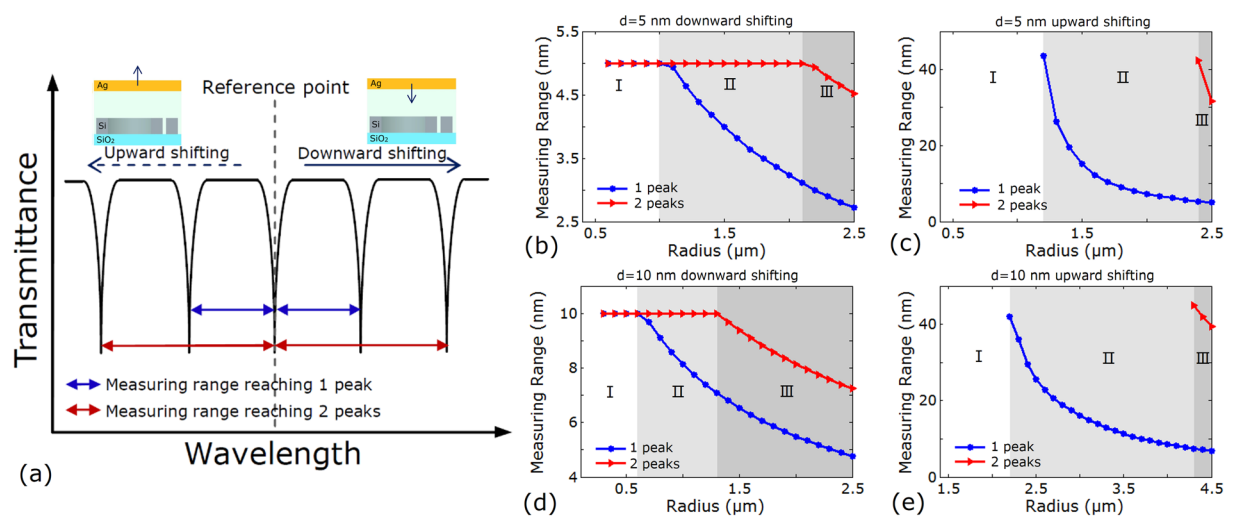 Ag
Si
SiO₂
Upward shifting
Reference point
Ag
Si
SiO₂
Downward shifting
Transmittance
Measuring range reaching 1 peak
Measuring range reaching 2 peaks
Wavelength
(a)
d=5 nm downward shifting
Measuring Range (nm)
5.5
4.5
3.5
2.5
I
II
III
1 peak
2 peaks
0.5
1
1.5
2
2.5
Radius (μm)
(b)
d=5 nm upward shifting
Measuring Range (nm)
40
20
0
I
II
III
1 peak
2 peaks
0.5
1
1.5
2
2.5
Radius (μm)
(c)
d=10 nm downward shifting
Measuring Range (nm)
10
8
6
4
I
II
III
1 peak
2 peaks
0.5
1.5
2.5
Radius (μm)
(d)
d=10 nm upward shifting
Measuring Range (nm)
40
20
0
I
II
III
1 peak
2 peaks
1.5
2.5
3.5
4.5
Radius (μm)
(e)